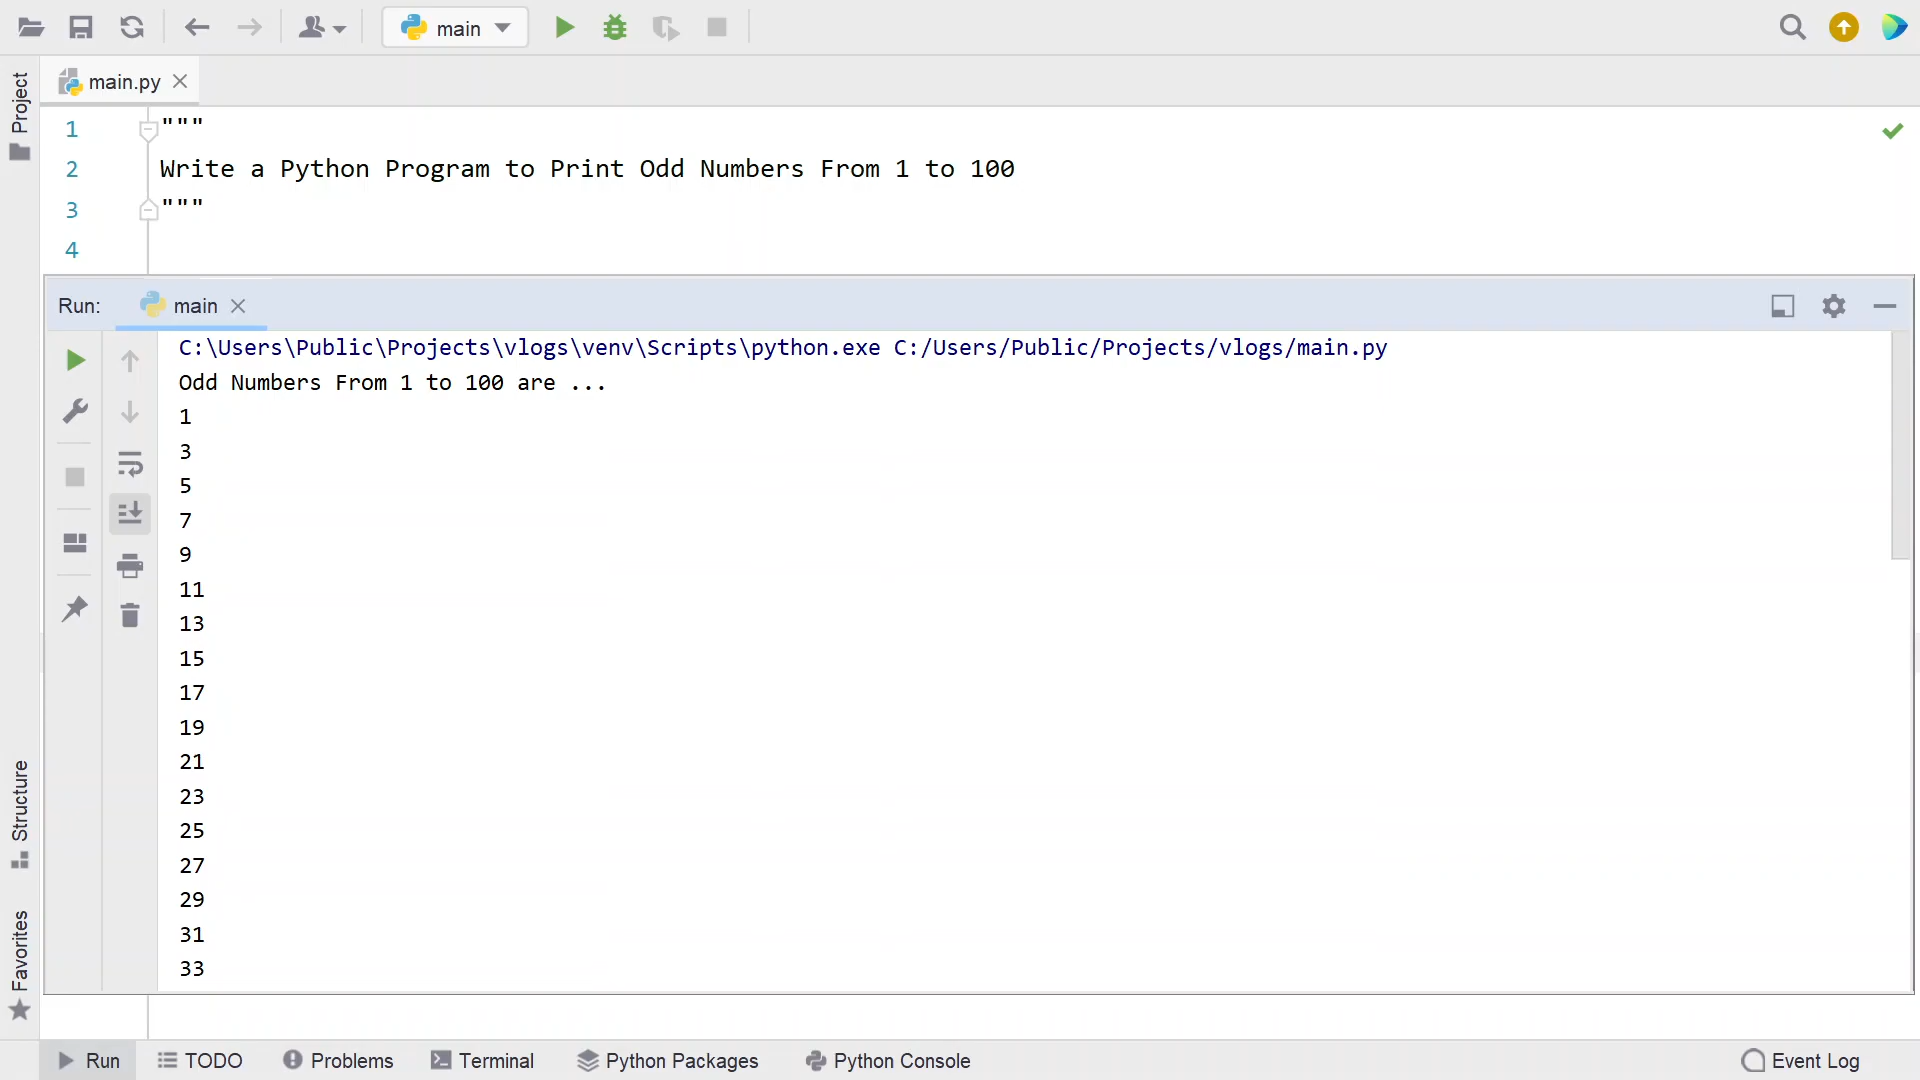 main
Project
main.py
1 """
2 Write a Python Program to Print Odd Numbers From 1 to 100
3 """
4
Run: main
C:\Users\Public\Projects\vlogs\venv\Scripts\python.exe C:/Users/Public/Projects/vlogs/main.py
Odd Numbers From 1 to 100 are ...
1
3
5
7
9
11
13
15
17
19
21
23
25
27
29
31
33
Structure
Favorites
Run TODO Problems Terminal Python Packages Python Console Event Log